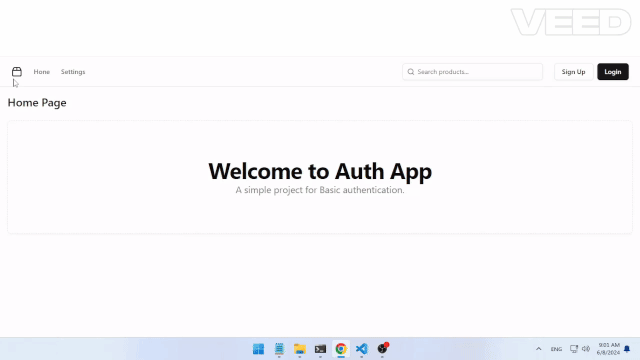 VEED
Home
Settings
Search products...
Sign Up
Login
Home Page
Welcome to Auth App
A simple project for Basic authentication.
ENG
9:01 AM
6/8/2024